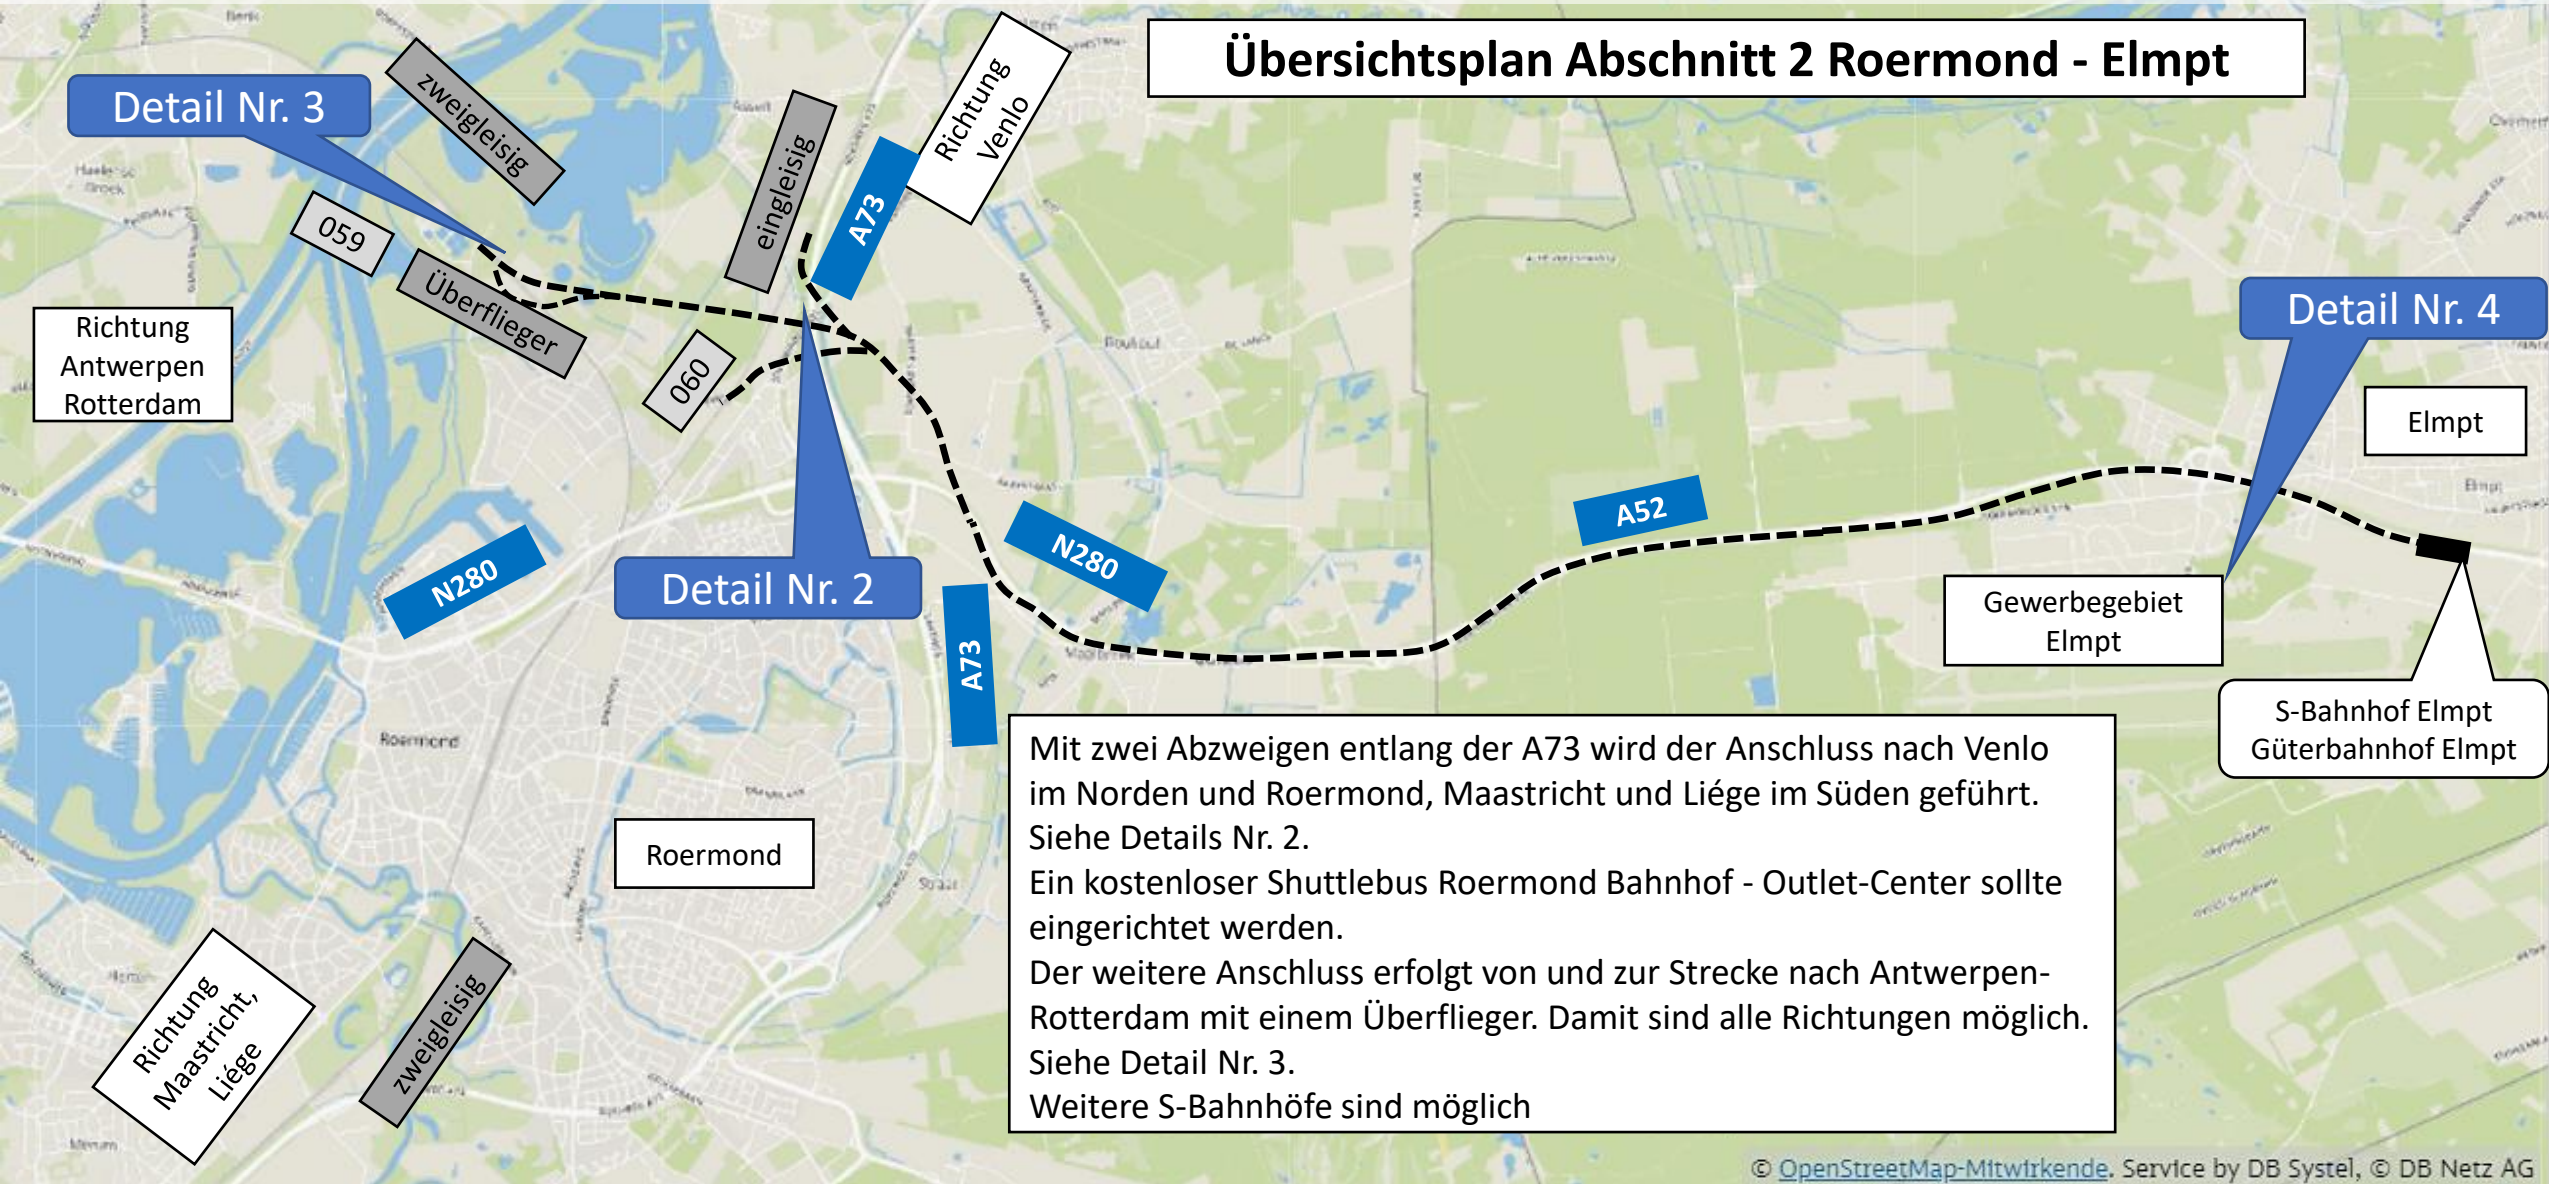 Übersichtsplan Abschnitt 2 Roermond - Elmpt
Detail Nr. 3
zweigleisig
eingleisig
A73
Richtung
Venlo
059
Überflieger
060
Richtung
Antwerpen
Rotterdam
Detail Nr. 4
Elmpt
A52
N280
N280
Detail Nr. 2
A73
Gewerbegebiet
Elmpt
S-Bahnhof Elmpt
Güterbahnhof Elmpt
Roermond
Elmpt
Roermond
Richtung
Maastricht,
Liége
zweigleisig
Mit zwei Abzweigen entlang der A73 wird der Anschluss nach Venlo
im Norden und Roermond, Maastricht und Liége im Süden geführt.
Siehe Details Nr. 2.
Ein kostenloser Shuttlebus Roermond Bahnhof - Outlet-Center sollte
eingerichtet werden.
Der weitere Anschluss erfolgt von und zur Strecke nach Antwerpen-
Rotterdam mit einem Überflieger. Damit sind alle Richtungen möglich.
Siehe Detail Nr. 3.
Weitere S-Bahnhöfe sind möglich
© OpenStreetMap-Mitwirkende. Service by DB Systel, © DB Netz AG